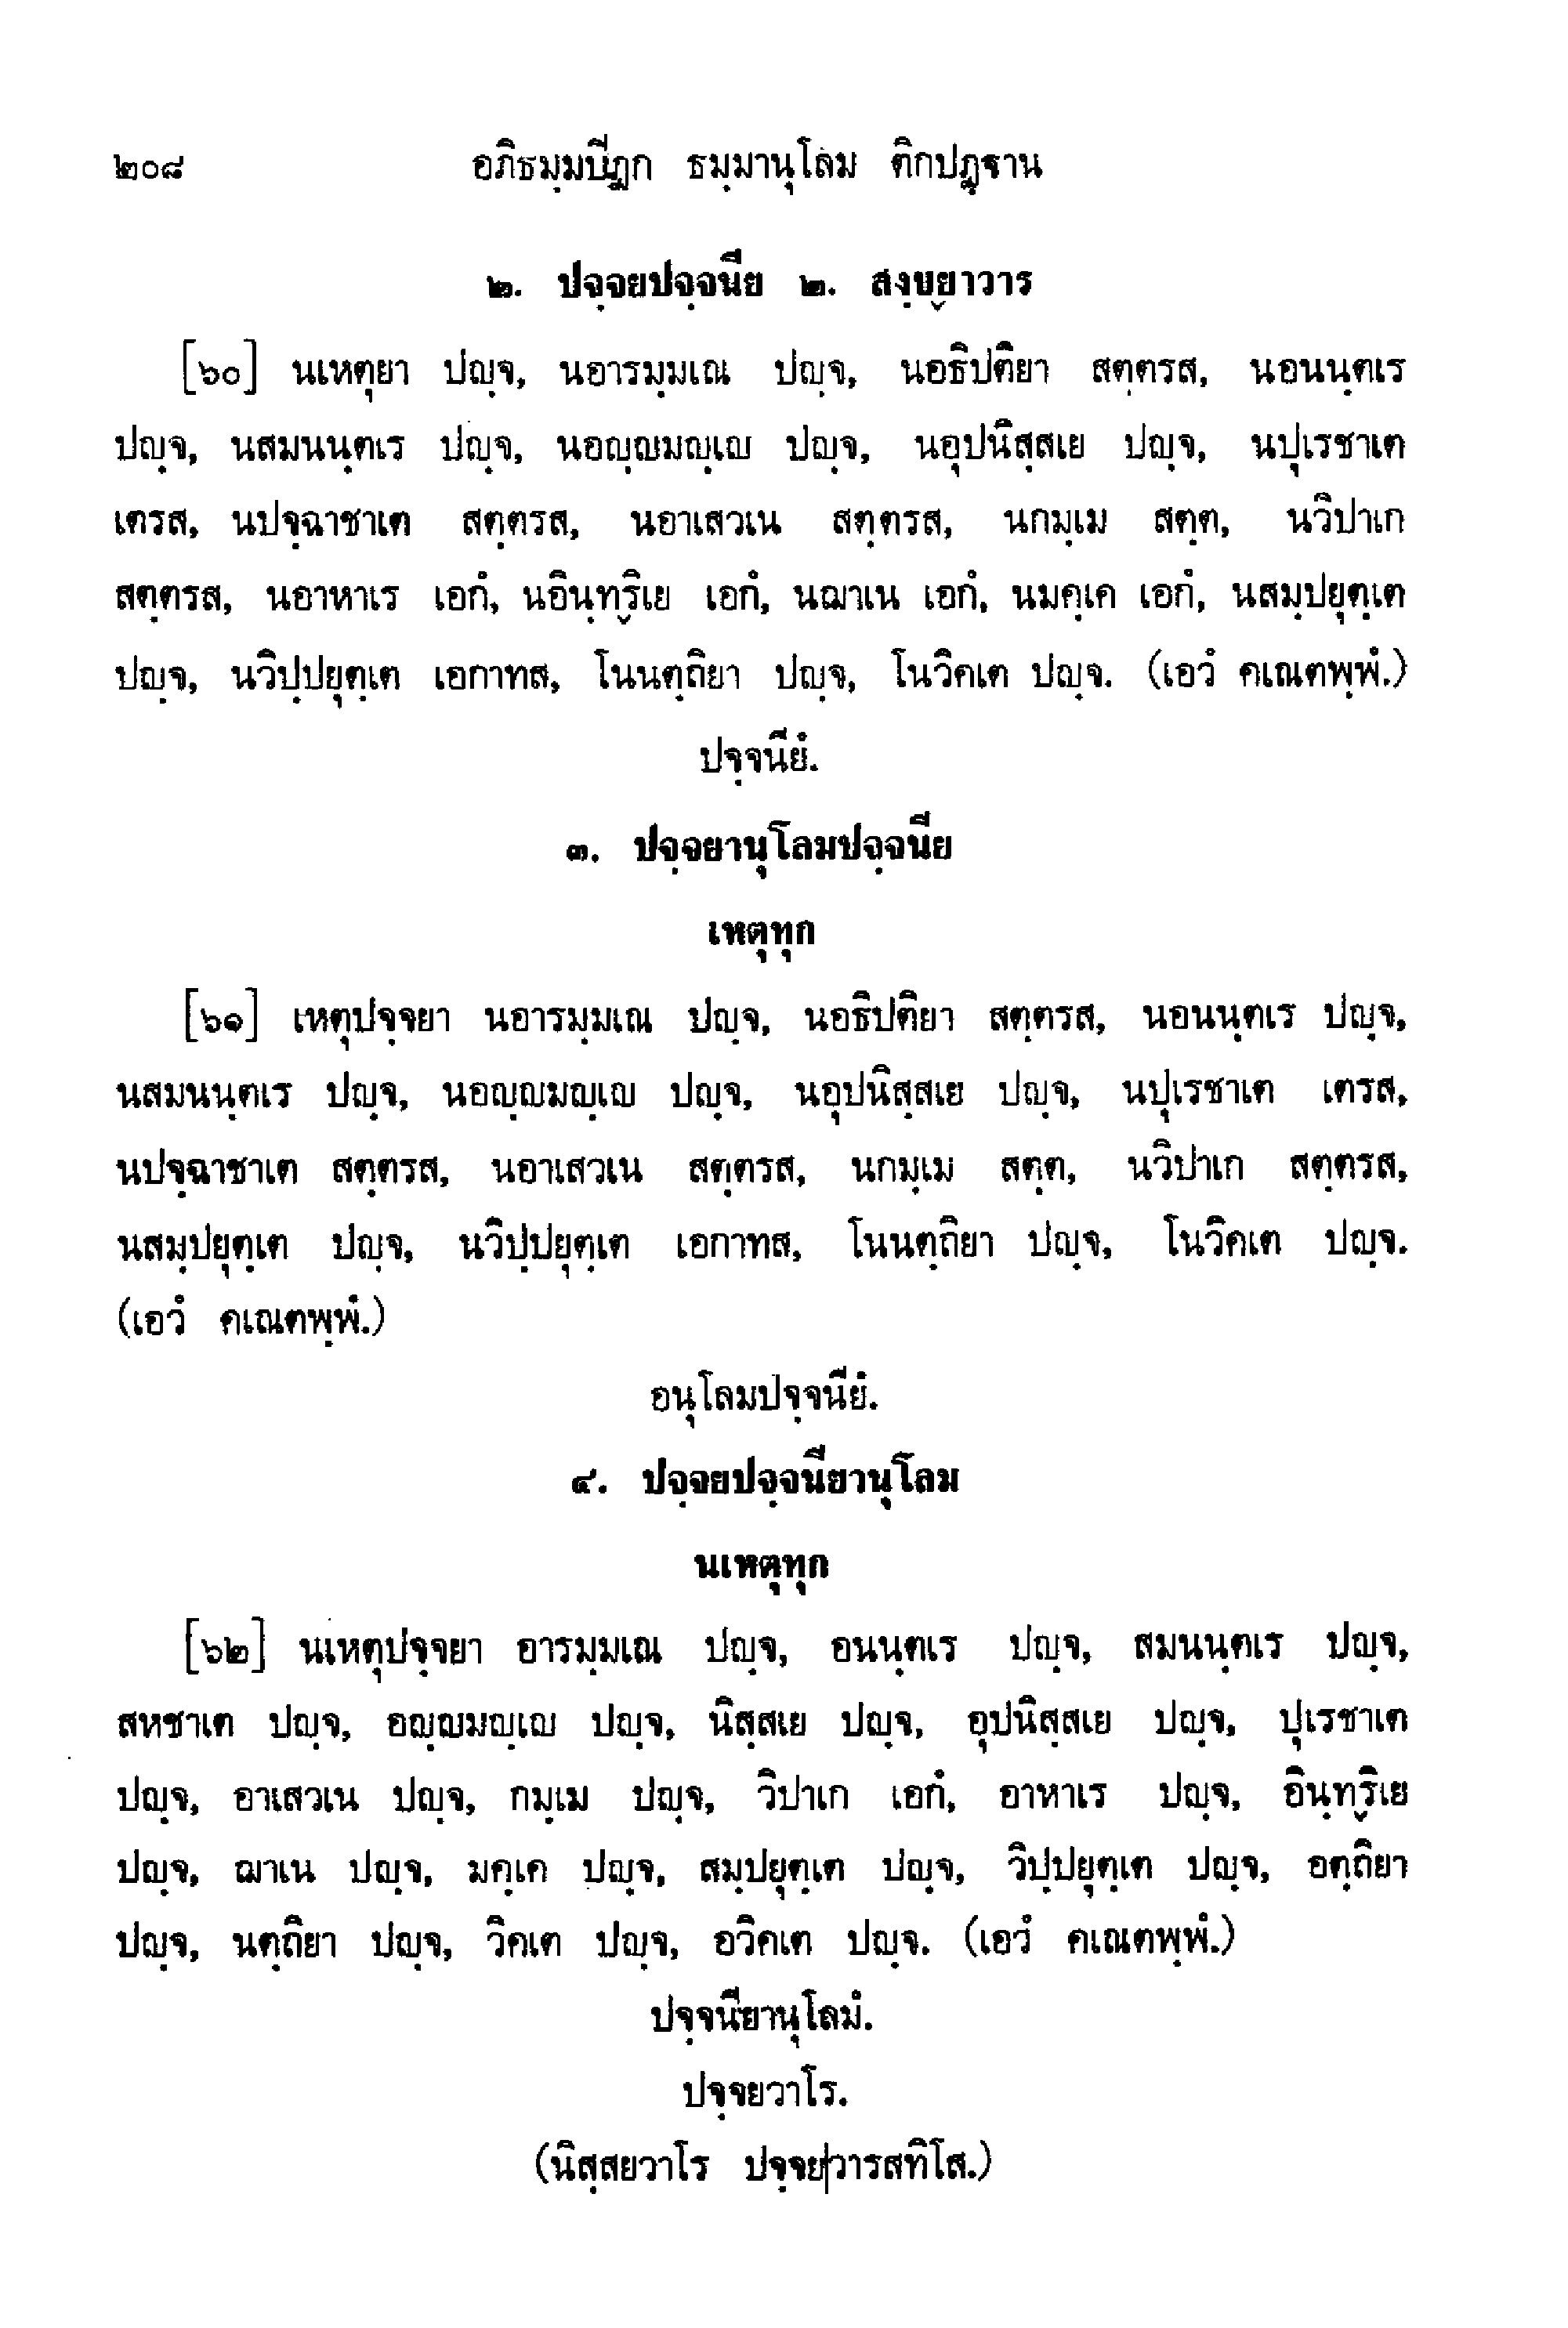 ๒๐๘ อภิธมฺมปีฏก ธมฺมานุโลม ติกปฏฺฐาน
๒. ปจฺจยปจฺจนีย ๒. สงฺขฺยาวาร
[๖๐] นเหตุยา ปญฺจ, นอารมฺมเณ ปญฺจ, นอธิปติยา สตฺตรส, นอนนฺตเร
ปญฺจ, นสมนนฺตเร ปญฺจ, นอญฺญมญฺเญ ปญฺจ, นอุปนิสฺสเย ปญฺจ, นปุเรชาเต
เตรส, นปจฺฉาชาเต สตฺตรส, นอาเสวเน สตฺตรส, นกมฺเม สตฺต, นวิปาเก
สตฺตรส, นอาหาเร เอกํ, นอินฺทฺริเย เอกํ, นฌาเน เอกํ, นมคฺเค เอกํ, นสมฺปยุตฺเต
ปญฺจ, นวิปฺปยุตฺเต เอกาทส, โนนตฺถิยา ปญฺจ, โนวิคเต ปญฺจ. (เอวํ คเณตพฺพํ.)
ปจฺจนียํ.
๓. ปจฺจยานุโลมปจฺจนีย
เหตุทุก
[๖๑] เหตุปจฺจยา นอารมฺมเณ ปญฺจ, นอธิปติยา สตฺตรส, นอนนฺตเร ปญฺจ,
นสมนนฺตเร ปญฺจ, นอญฺญมญฺเญ ปญฺจ, นอุปนิสฺสเย ปญฺจ, นปุเรชาเต เตรส,
นปจฺฉาชาเต สตฺตรส, นอาเสวเน สตฺตรส, นกมฺเม สตฺต, นวิปาเก สตฺตรส,
นสมฺปยุตฺเต ปญฺจ, นวิปฺปยุตฺเต เอกาทส, โนนตฺถิยา ปญฺจ, โนวิคเต ปญฺจ.
(เอวํ คเณตพฺพํ.)
อนุโลมปจฺจนียํ.
๔. ปจฺจยปจฺจนียานุโลม
นเหตุทุก
[๖๒] นเหตุปจฺจยา อารมฺมเณ ปญฺจ, อนนฺตเร ปญฺจ, สมนนฺตเร ปญฺจ,
สหชาเต ปญฺจ, อญฺญมญฺเญ ปญฺจ, นิสฺสเย ปญฺจ, อุปนิสฺสเย ปญฺจ, ปุเรชาเต
ปญฺจ, อาเสวเน ปญฺจ, กมฺเม ปญฺจ, วิปาเก เอกํ, อาหาเร ปญฺจ, อินฺทฺริเย
ปญฺจ, ฌาเน ปญฺจ, มคฺเค ปญฺจ, สมฺปยุตฺเต ปญฺจ, วิปฺปยุตฺเต ปญฺจ, อตฺถิยา
ปญฺจ, นตฺถิยา ปญฺจ, วิคเต ปญฺจ, อวิคเต ปญฺจ. (เอวํ คเณตพฺพํ.)
ปจฺจนียานุโลมํ.
ปจฺจยวาโร.
(นิสฺสยวาโร ปจฺจยวารสทิโส.)